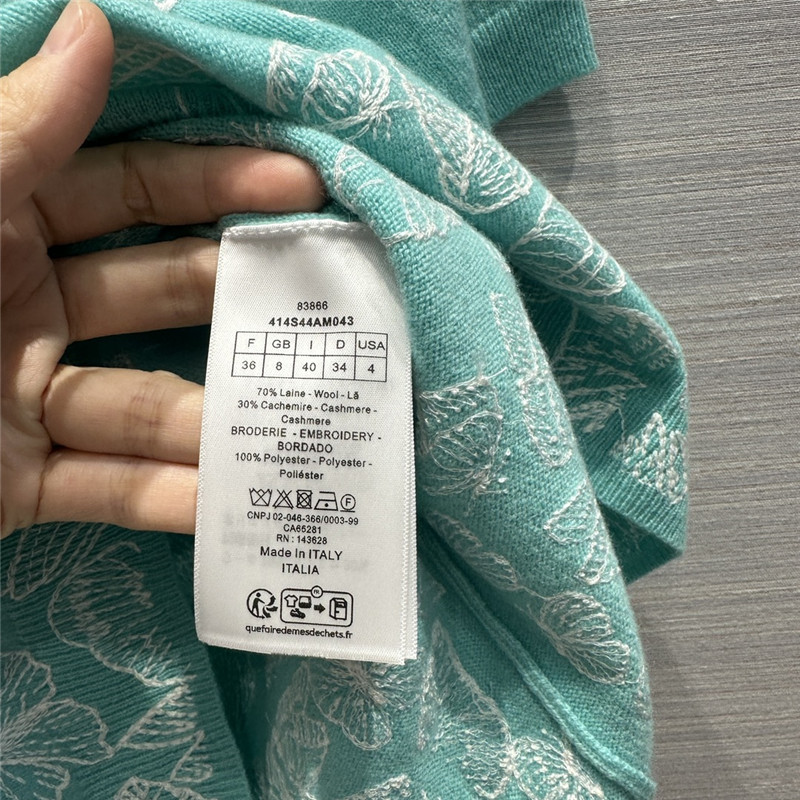 83866
414S44AM043
F GB I D USA
36 8 40 34 4
70% Laine - Wool - Lã
30% Cachemire - Cashmere -
Cashmere
BRODERIE - EMBROIDERY -
BORDADO
100% Polyester - Polyester -
Poliéster
F
CNPJ 02-046-366/0003-99
CA65281
RN : 143628
Made In ITALY
ITALIA
FR
quefairedemesdechets.fr